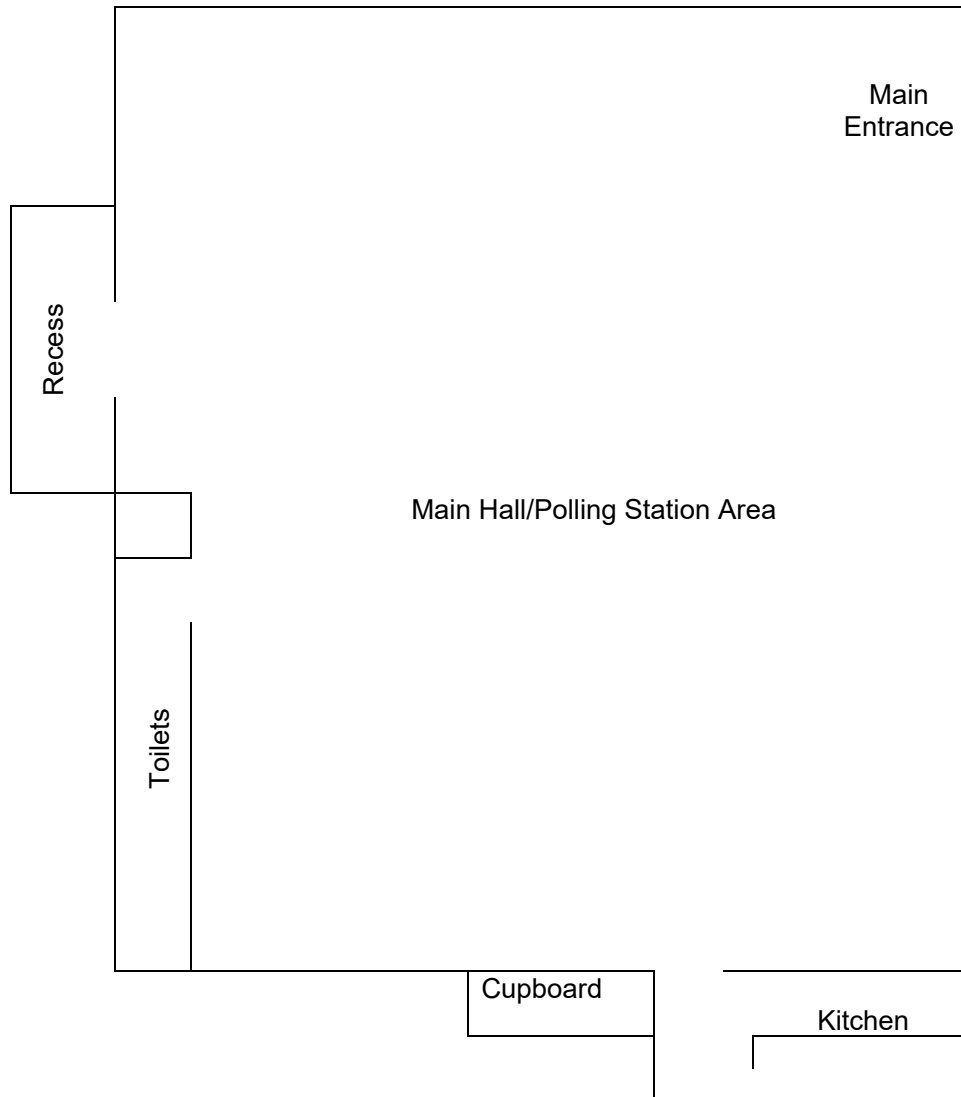 Main
Entrance
Recess
Main Hall/Polling Station Area
Toilets
Cupboard
Kitchen